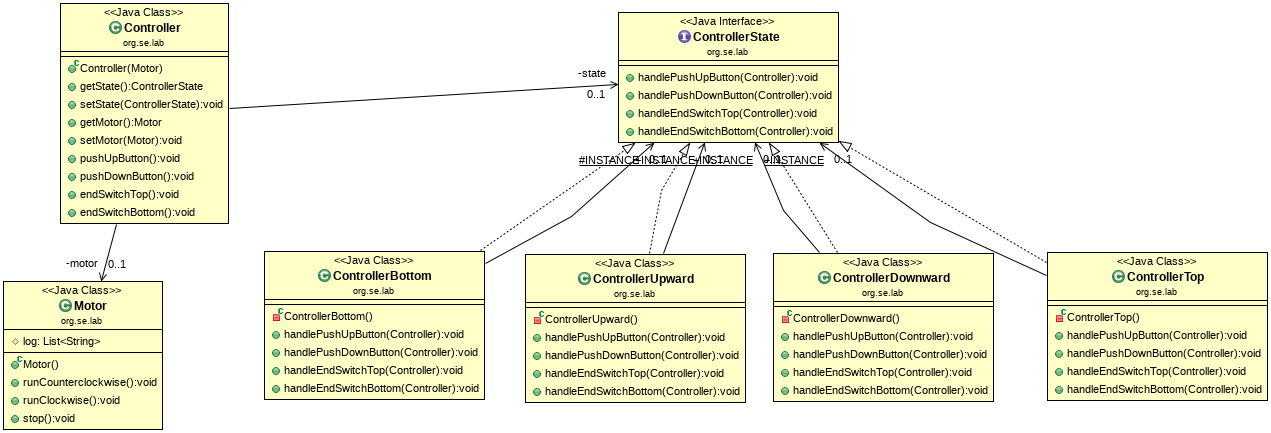 <<Java Class>>
Controller
org.se.lab
Controller(Motor)
getState():ControllerState
setState(ControllerState):void
getMotor():Motor
setMotor(Motor):void
pushUpButton():void
pushDownButton():void
endSwitchTop():void
endSwitchBottom():void
-state
0..1
<<Java Interface>>
ControllerState
org.se.lab
handlePushUpButton(Controller):void
handlePushDownButton(Controller):void
handleEndSwitchTop(Controller):void
handleEndSwitchBottom(Controller):void
#INSTANCE
0..1
-INSTANCE
0..1
-INSTANCE
0..1
-INSTANCE
0..1
-motor
0..1
<<Java Class>>
Motor
org.se.lab
log: List<String>
Motor()
runCounterclockwise():void
runClockwise():void
stop():void
<<Java Class>>
ControllerBottom
org.se.lab
ControllerBottom()
handlePushUpButton(Controller):void
handlePushDownButton(Controller):void
handleEndSwitchTop(Controller):void
handleEndSwitchBottom(Controller):void
<<Java Class>>
ControllerUpward
org.se.lab
ControllerUpward()
handlePushUpButton(Controller):void
handlePushDownButton(Controller):void
handleEndSwitchTop(Controller):void
handleEndSwitchBottom(Controller):void
<<Java Class>>
ControllerDownward
org.se.lab
ControllerDownward()
handlePushUpButton(Controller):void
handlePushDownButton(Controller):void
handleEndSwitchTop(Controller):void
handleEndSwitchBottom(Controller):void
<<Java Class>>
ControllerTop
org.se.lab
ControllerTop()
handlePushUpButton(Controller):void
handlePushDownButton(Controller):void
handleEndSwitchTop(Controller):void
handleEndSwitchBottom(Controller):void